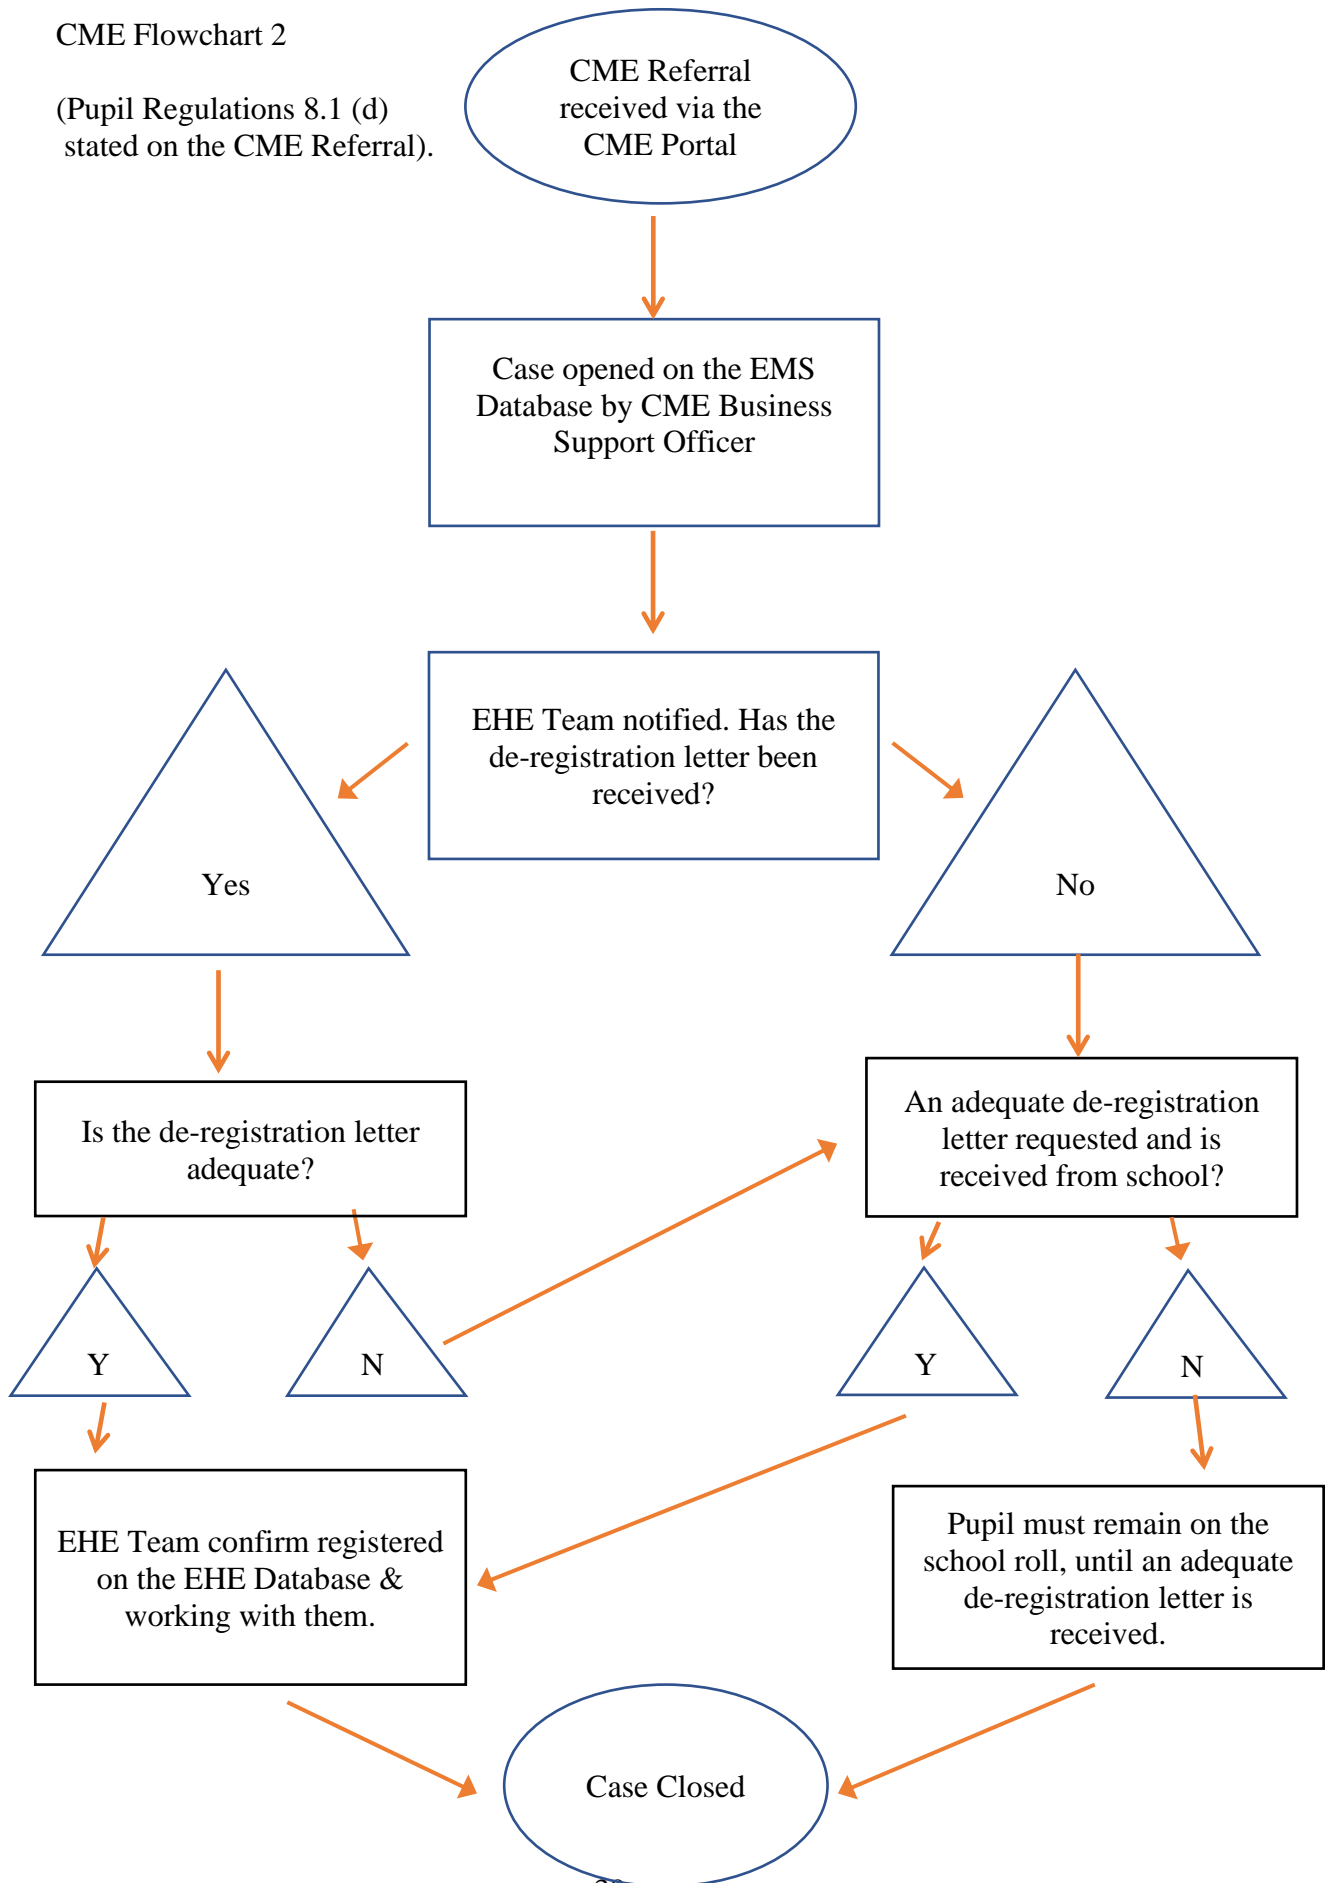 CME Flowchart 2
(Pupil Regulations 8.1 (d)
stated on the CME Referral).
CME Referral
received via the
CME Portal
Case opened on the EMS
Database by CME Business
Support Officer
EHE Team notified. Has the
de-registration letter been
received?
Yes
No
Is the de-registration letter
adequate?
An adequate de-registration
letter requested and is
received from school?
Y
N
Y
N
EHE Team confirm registered
on the EHE Database &
working with them.
Pupil must remain on the
school roll, until an adequate
de-registration letter is
received.
Case Closed